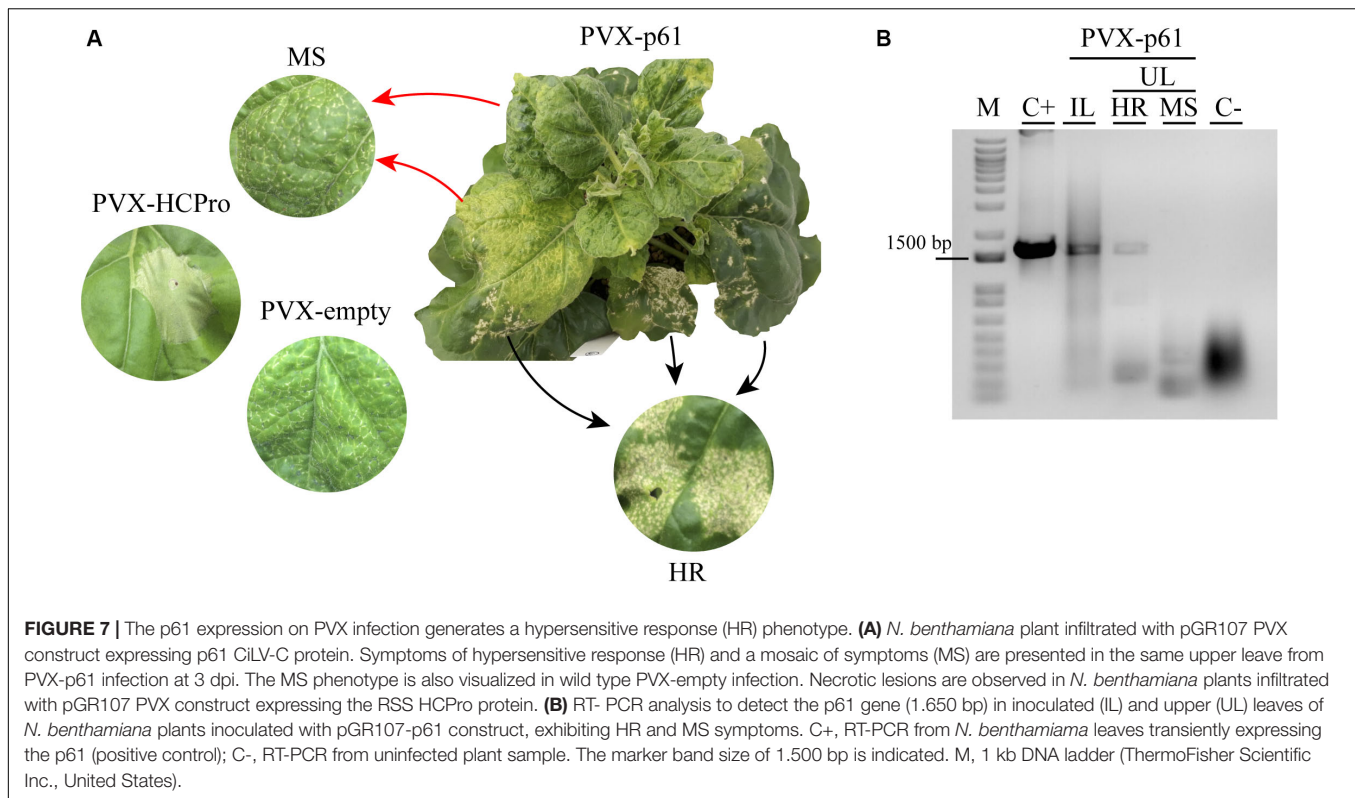 A
MS
PVX-p61
PVX-HCPro
PVX-empty
HR
B
PVX-p61
UL
M C+ IL HR MS C-
1500 bp
FIGURE 7 | The p61 expression on PVX infection generates a hypersensitive response (HR) phenotype. (A) N. benthamiana plant infiltrated with pGR107 PVX
construct expressing p61 CiLV-C protein. Symptoms of hypersensitive response (HR) and a mosaic of symptoms (MS) are presented in the same upper leave from
PVX-p61 infection at 3 dpi. The MS phenotype is also visualized in wild type PVX-empty infection. Necrotic lesions are observed in N. benthamiana plants infiltrated
with pGR107 PVX construct expressing the RSS HCPro protein. (B) RT- PCR analysis to detect the p61 gene (1.650 bp) in inoculated (IL) and upper (UL) leaves of
N. benthamiana plants inoculated with pGR107-p61 construct, exhibiting HR and MS symptoms. C+, RT-PCR from N. benthamiama leaves transiently expressing
the p61 (positive control); C-, RT-PCR from uninfected plant sample. The marker band size of 1.500 bp is indicated. M, 1 kb DNA ladder (ThermoFisher Scientific
Inc., United States).